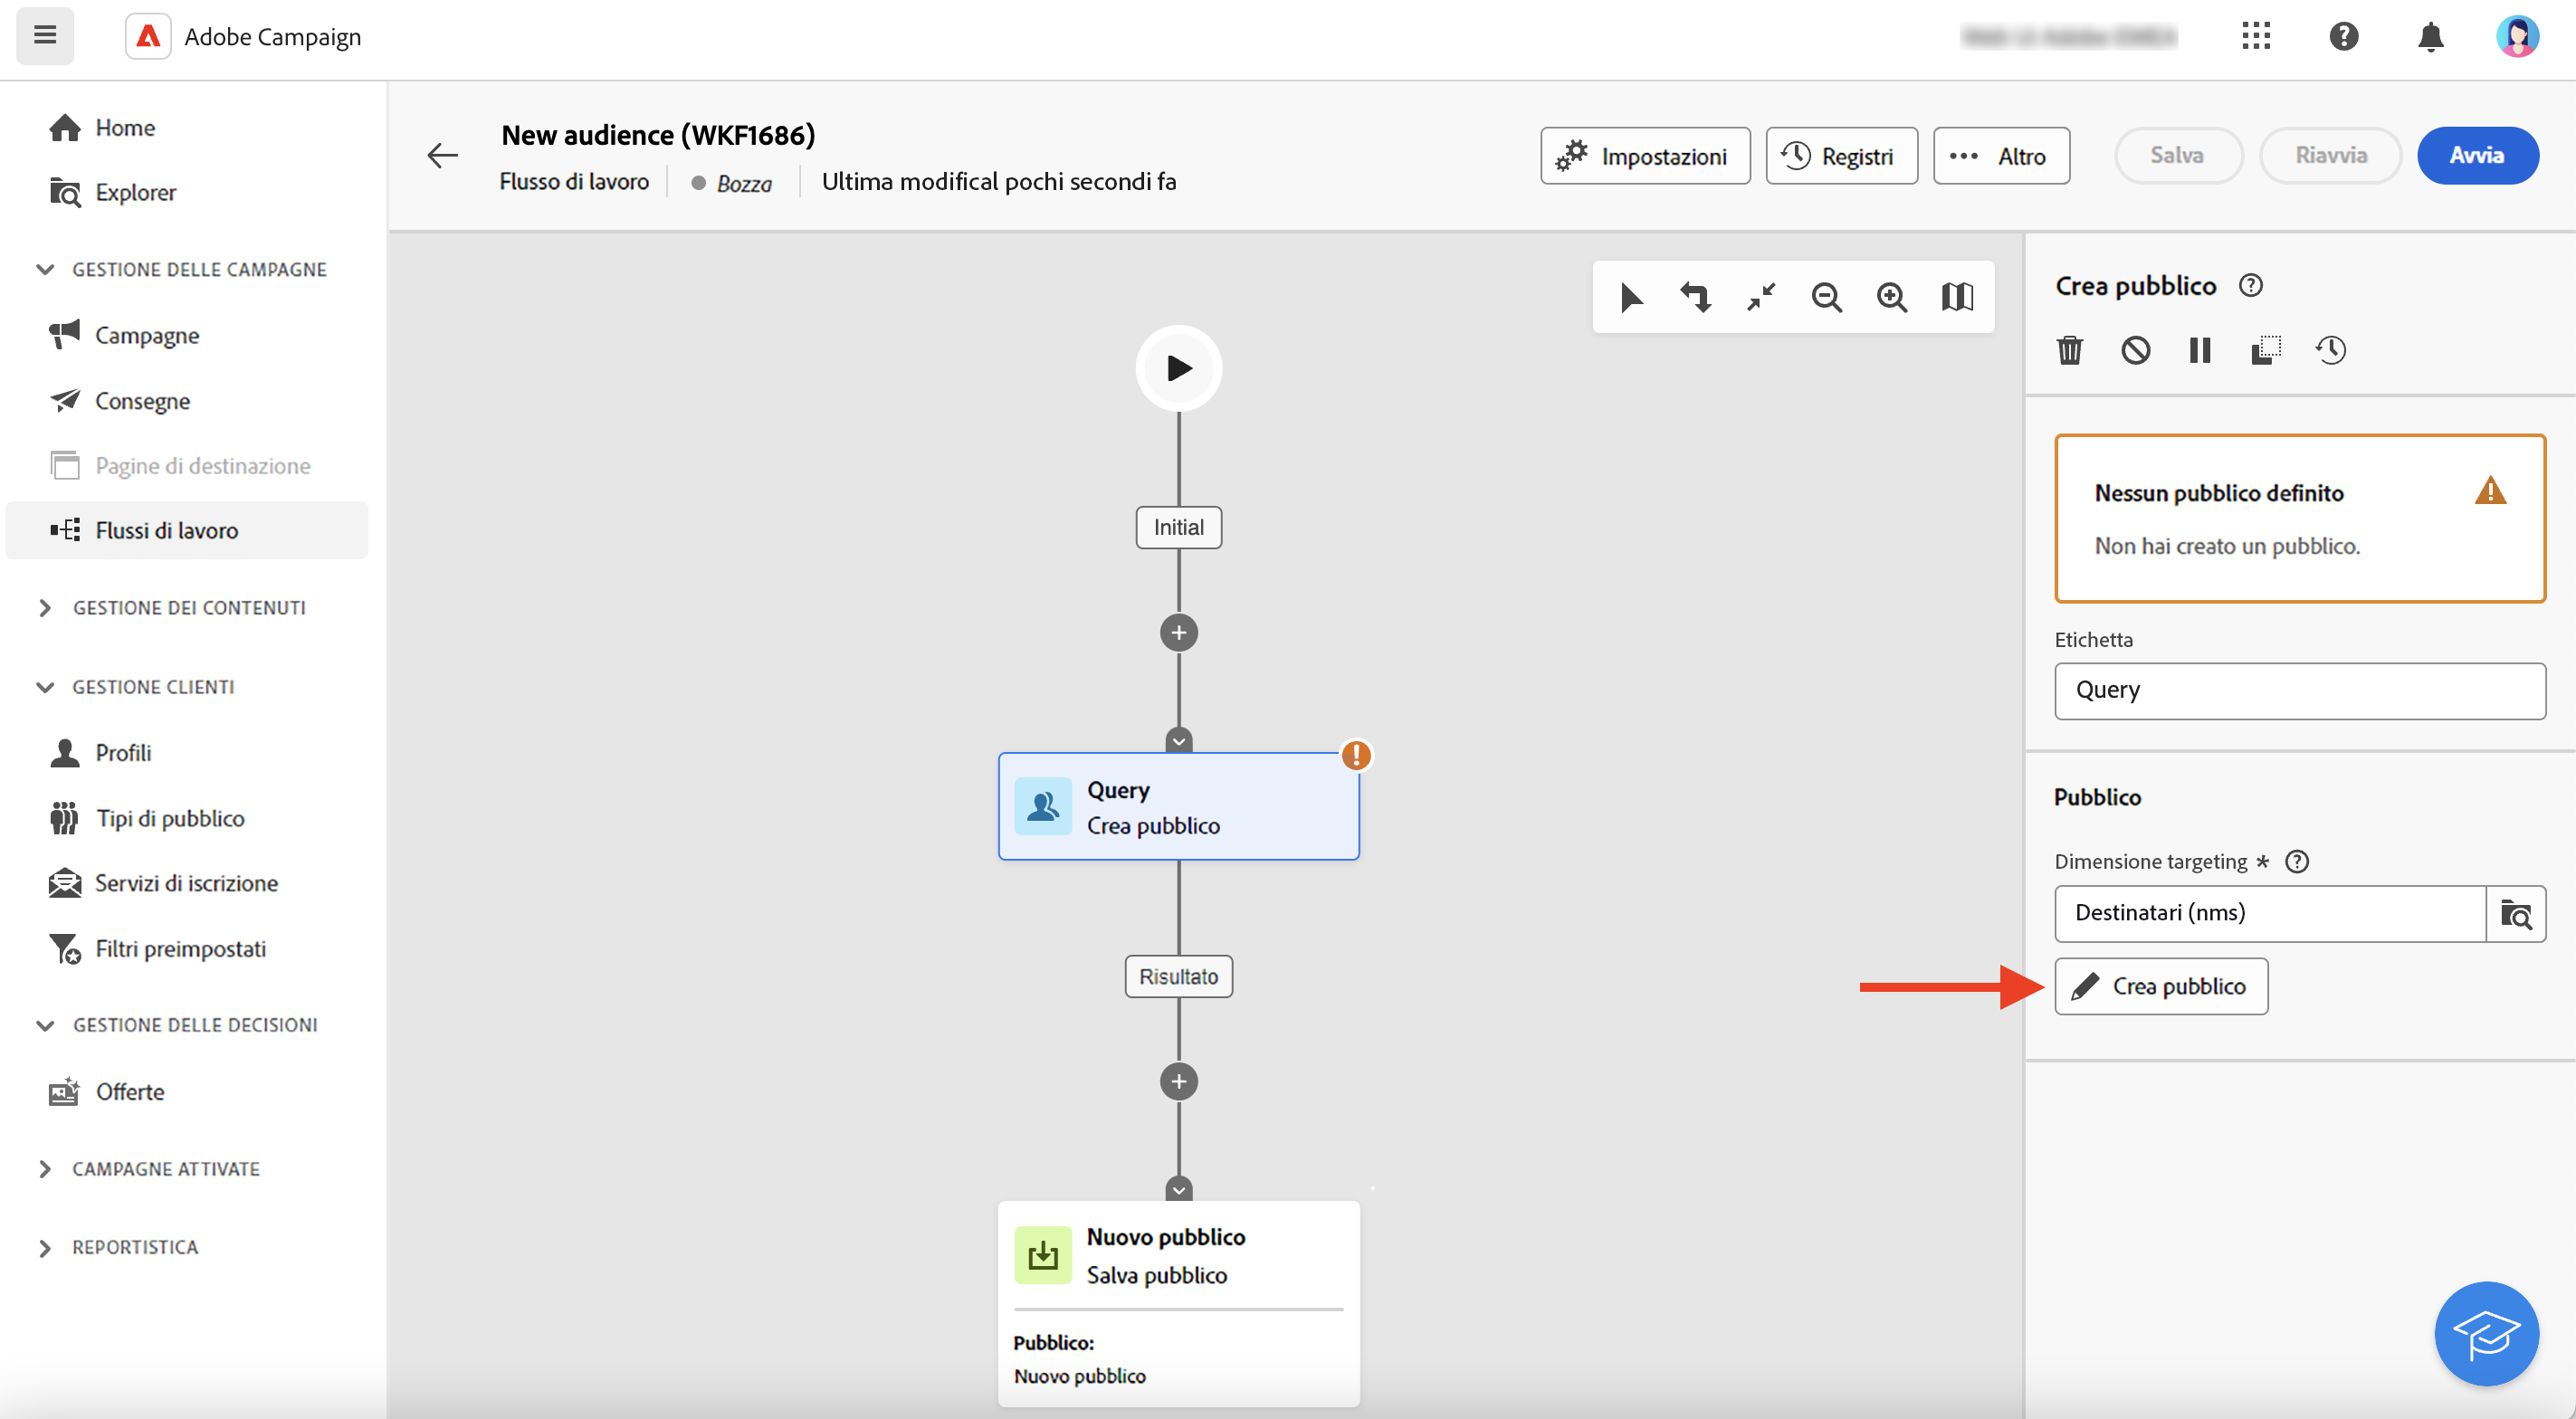 Adobe Campaign
Home
Explorer
GESTIONE DELLE CAMPAGNE
Campagne
Consegne
Pagine di destinazione
Flussi di lavoro
GESTIONE DEI CONTENUTI
GESTIONE CLIENTI
Profili
Tipi di pubblico
Servizi di iscrizione
Filtri preimpostati
GESTIONE DELLE DECISIONI
Offerte
CAMPAGNE ATTIVATE
REPORTISTICA
New audience (WKF1686)
Flusso di lavoro Bozza Ultima modifical pochi secondi fa
Impostazioni Registri Altro Salva Riavvia Avvia
Initial
Query
Crea pubblico
Risultato
Nuovo pubblico
Salva pubblico
Pubblico:
Nuovo pubblico
Crea pubblico
Nessun pubblico definito
Non hai creato un pubblico.
Etichetta
Query
Pubblico
Dimensione targeting *
Destinatari (nms)
Crea pubblico